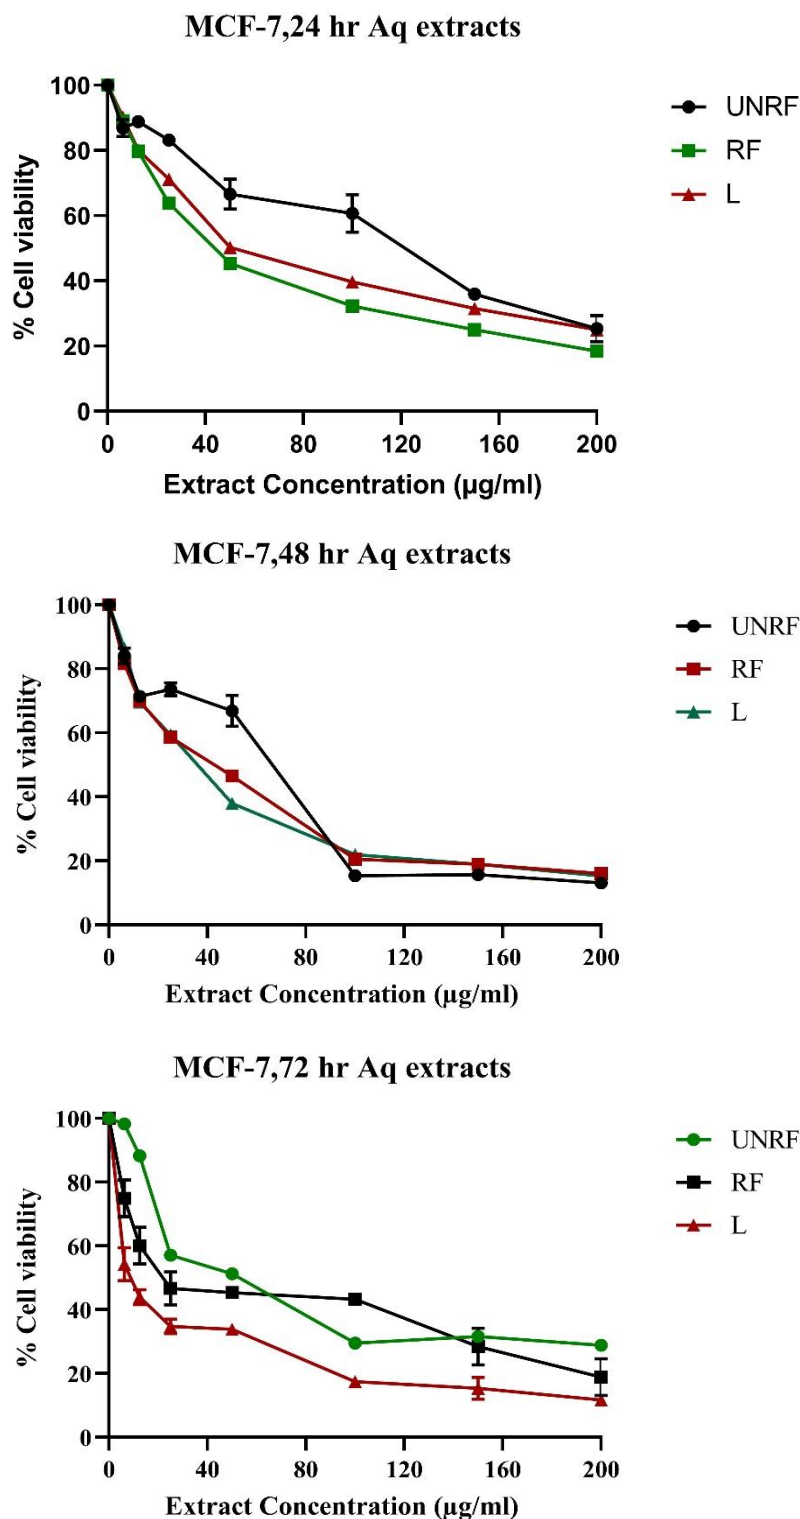 MCF-7,24 hr Aq extracts
100
80
60
40
20
0
% Cell viability
0 40 80 120 160 200
Extract Concentration (µg/ml)
UNRF
RF
L
MCF-7,48 hr Aq extracts
100
80
60
40
20
0
% Cell viability
0 40 80 120 160 200
Extract Concentration (µg/ml)
UNRF
RF
L
MCF-7,72 hr Aq extracts
100
80
60
40
20
0
% Cell viability
0 40 80 120 160 200
Extract Concentration (µg/ml)
UNRF
RF
L